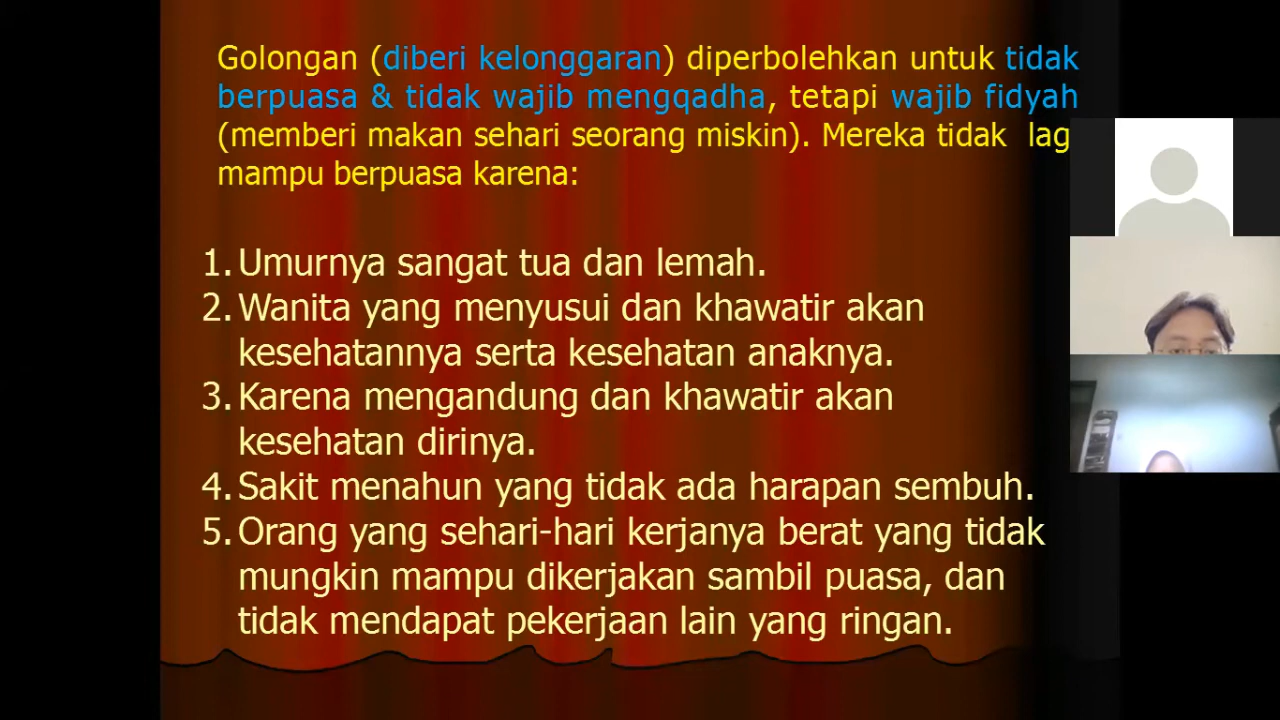 Golongan (diberi kelonggaran) diperbolehkan untuk tidak
berpuasa & tidak wajib mengqadha, tetapi wajib fidyah
(memberi makan sehari seorang miskin). Mereka tidak lag
mampu berpuasa karena:
1. Umurnya sangat tua dan lemah.
2. Wanita yang menyusui dan khawatir akan
kesehatannya serta kesehatan anaknya.
3. Karena mengandung dan khawatir akan
kesehatan dirinya.
4. Sakit menahun yang tidak ada harapan sembuh.
5. Orang yang sehari-hari kerjanya berat yang tidak
mungkin mampu dikerjakan sambil puasa, dan
tidak mendapat pekerjaan lain yang ringan.